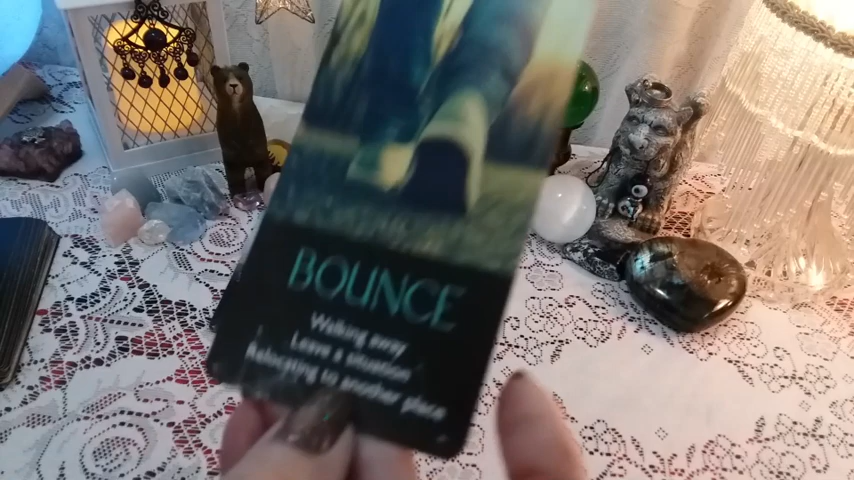 BOUNCE
Walking away
Leave a situation
Relocating to another place